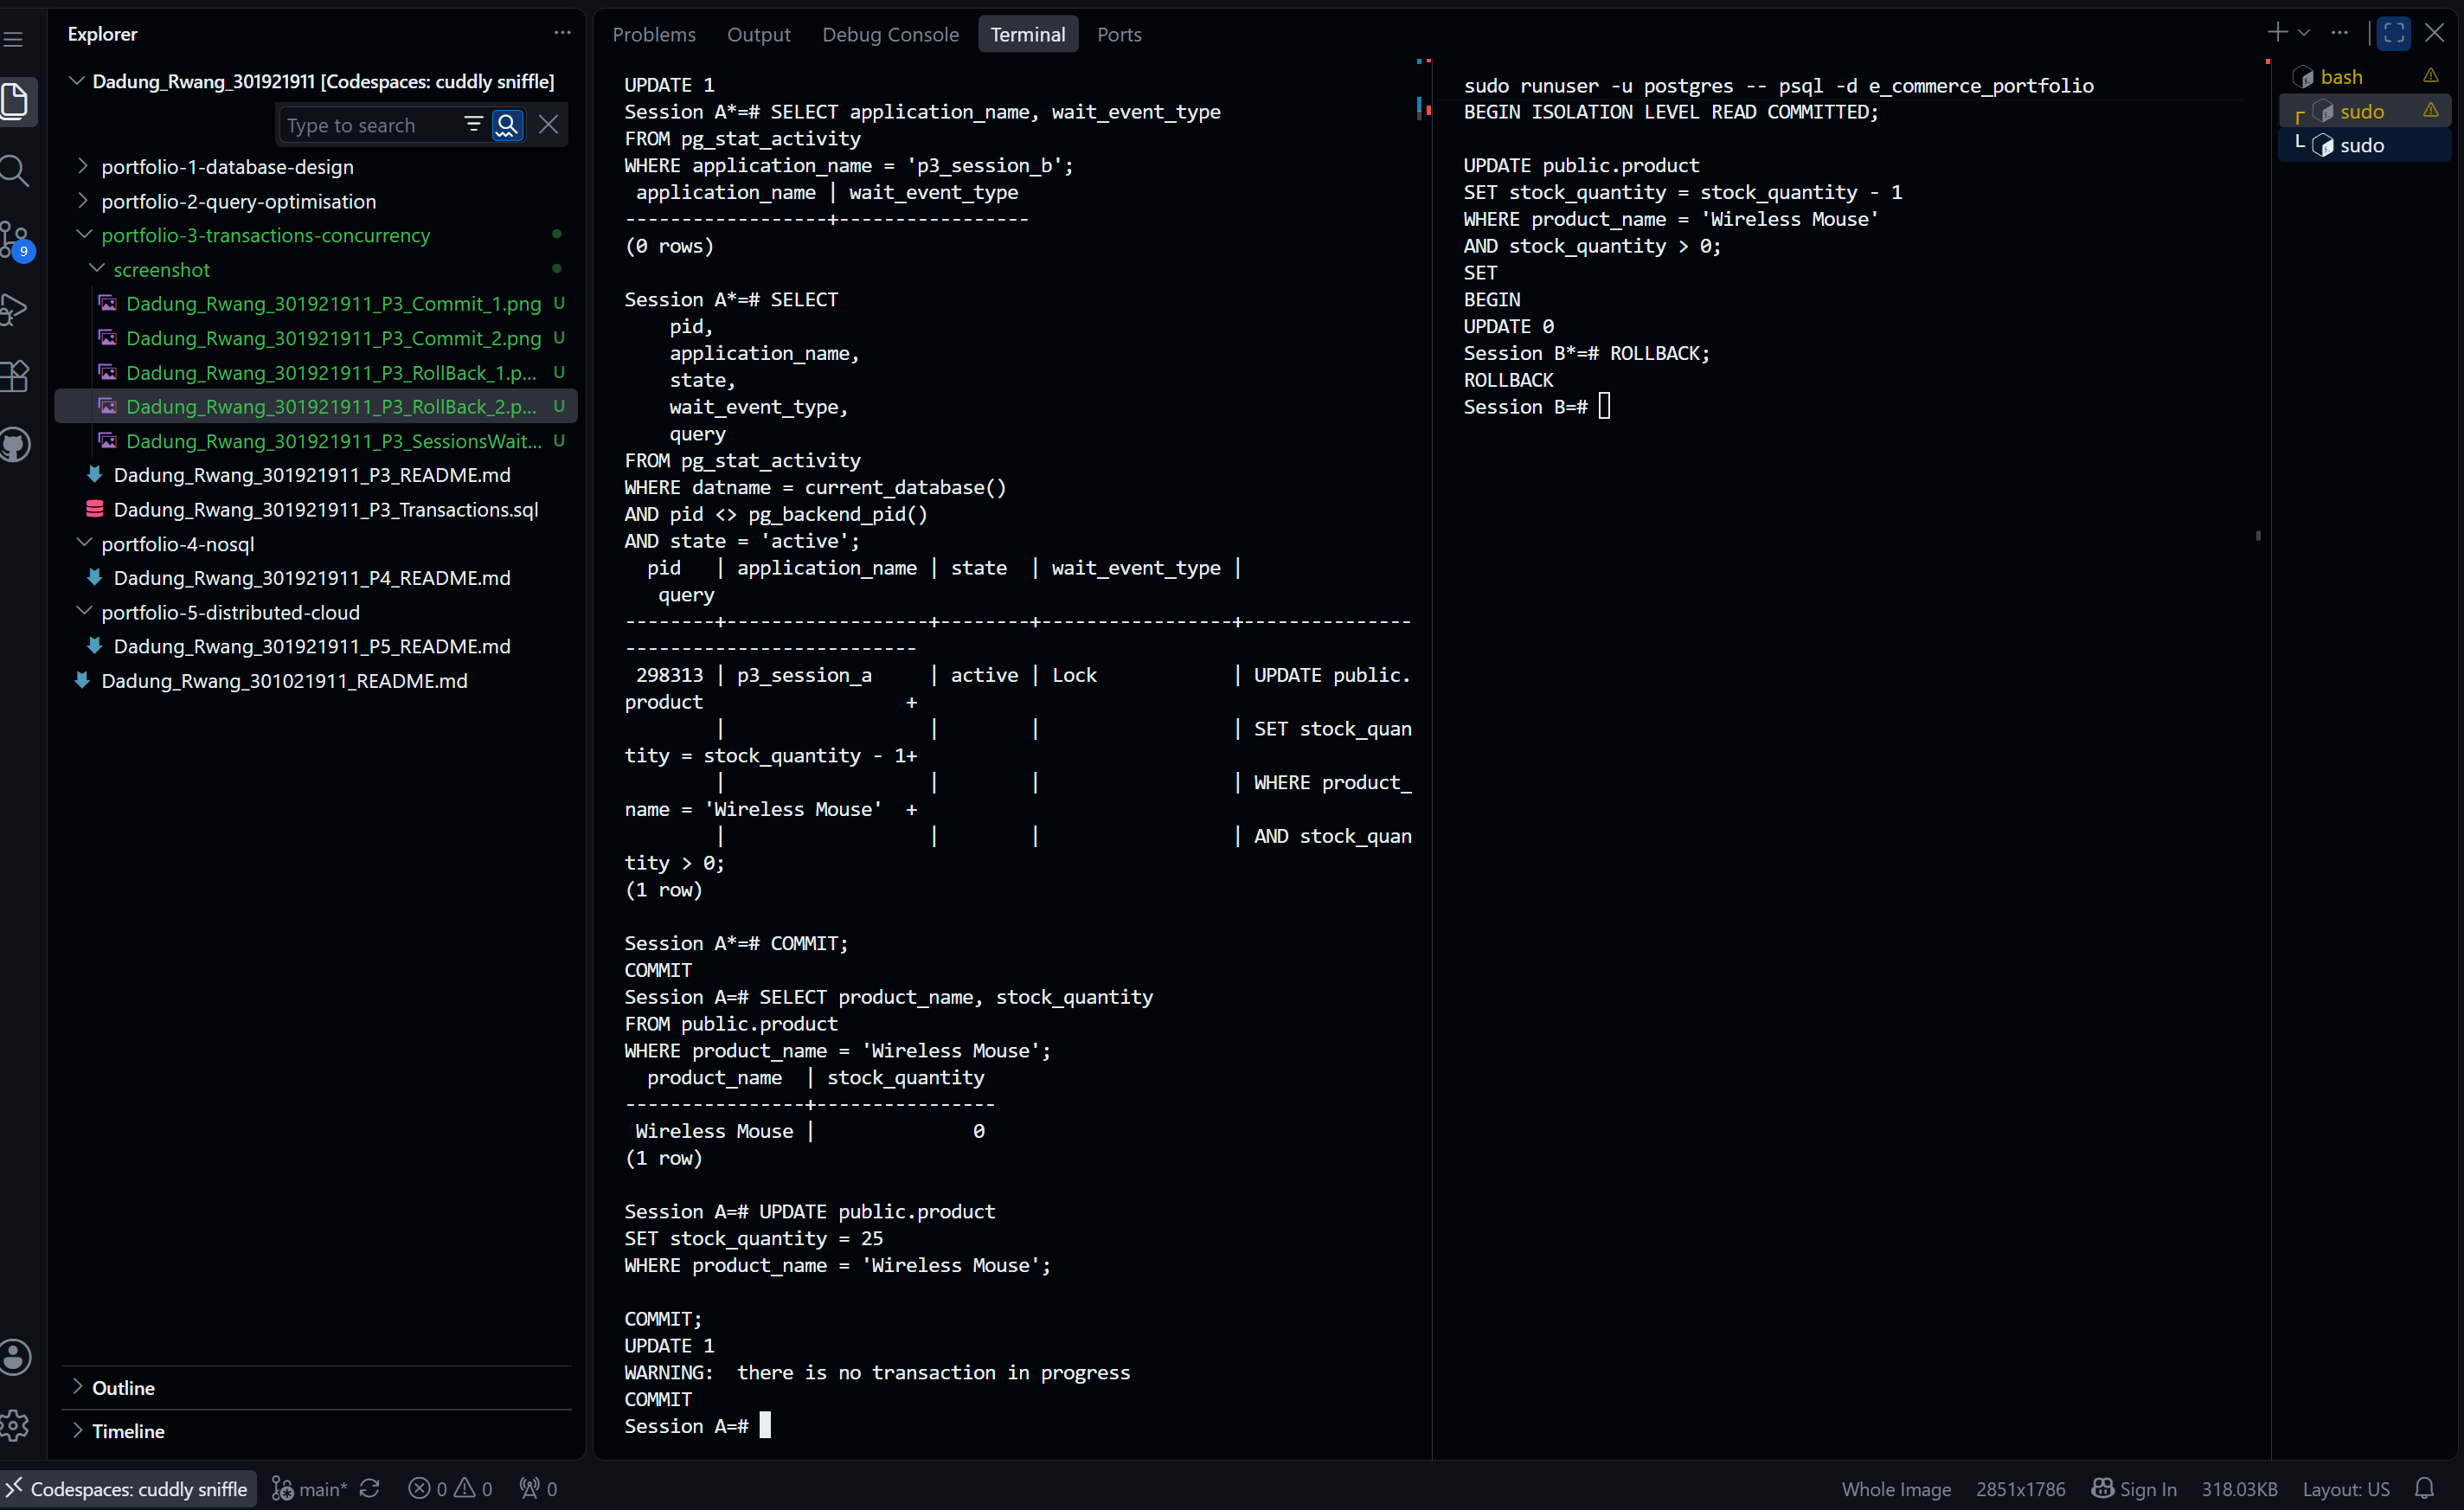 Explorer
Dadung_Rwang_301921911 [Codespaces: cuddly sniffle]
Type to search
portfolio-1-database-design
portfolio-2-query-optimisation
portfolio-3-transactions-concurrency
screenshot
Dadung_Rwang_301921911_P3_Commit_1.png U
Dadung_Rwang_301921911_P3_Commit_2.png U
Dadung_Rwang_301921911_P3_RollBack_1.p... U
Dadung_Rwang_301921911_P3_RollBack_2.p... U
Dadung_Rwang_301921911_P3_SessionsWait... U
Dadung_Rwang_301921911_P3_README.md
Dadung_Rwang_301921911_P3_Transactions.sql
portfolio-4-nosql
Dadung_Rwang_301921911_P4_README.md
portfolio-5-distributed-cloud
Dadung_Rwang_301921911_P5_README.md
Dadung_Rwang_301021911_README.md
9
Outline
Timeline
Problems Output Debug Console Terminal Ports
UPDATE 1
Session A*=# SELECT application_name, wait_event_type
FROM pg_stat_activity
WHERE application_name = 'p3_session_b';
 application_name | wait_event_type
------------------+-----------------
(0 rows)
Session A*=# SELECT
    pid,
    application_name,
    state,
    wait_event_type,
    query
FROM pg_stat_activity
WHERE datname = current_database()
AND pid <> pg_backend_pid()
AND state = 'active';
  pid   | application_name | state  | wait_event_type |
   query
--------+------------------+--------+-----------------+---------------
--------------------------
 298313 | p3_session_a     | active | Lock            | UPDATE public.
product                  +
        |                  |        |                 | SET stock_quan
tity = stock_quantity - 1+
        |                  |        |                 | WHERE product_
name = 'Wireless Mouse'  +
        |                  |        |                 | AND stock_quan
tity > 0;
(1 row)
Session A*=# COMMIT;
COMMIT
Session A=# SELECT product_name, stock_quantity
FROM public.product
WHERE product_name = 'Wireless Mouse';
  product_name  | stock_quantity
----------------+----------------
 Wireless Mouse |             0
(1 row)
Session A=# UPDATE public.product
SET stock_quantity = 25
WHERE product_name = 'Wireless Mouse';
COMMIT;
UPDATE 1
WARNING:  there is no transaction in progress
COMMIT
Session A=#
sudo runuser -u postgres -- psql -d e_commerce_portfolio
BEGIN ISOLATION LEVEL READ COMMITTED;
UPDATE public.product
SET stock_quantity = stock_quantity - 1
WHERE product_name = 'Wireless Mouse'
AND stock_quantity > 0;
SET
BEGIN
UPDATE 0
Session B*=# ROLLBACK;
ROLLBACK
Session B=#
bash
sudo
sudo
Codespaces: cuddly sniffle main* 0 0 0 Whole Image 2851x1786 Sign In 318.03KB Layout: US